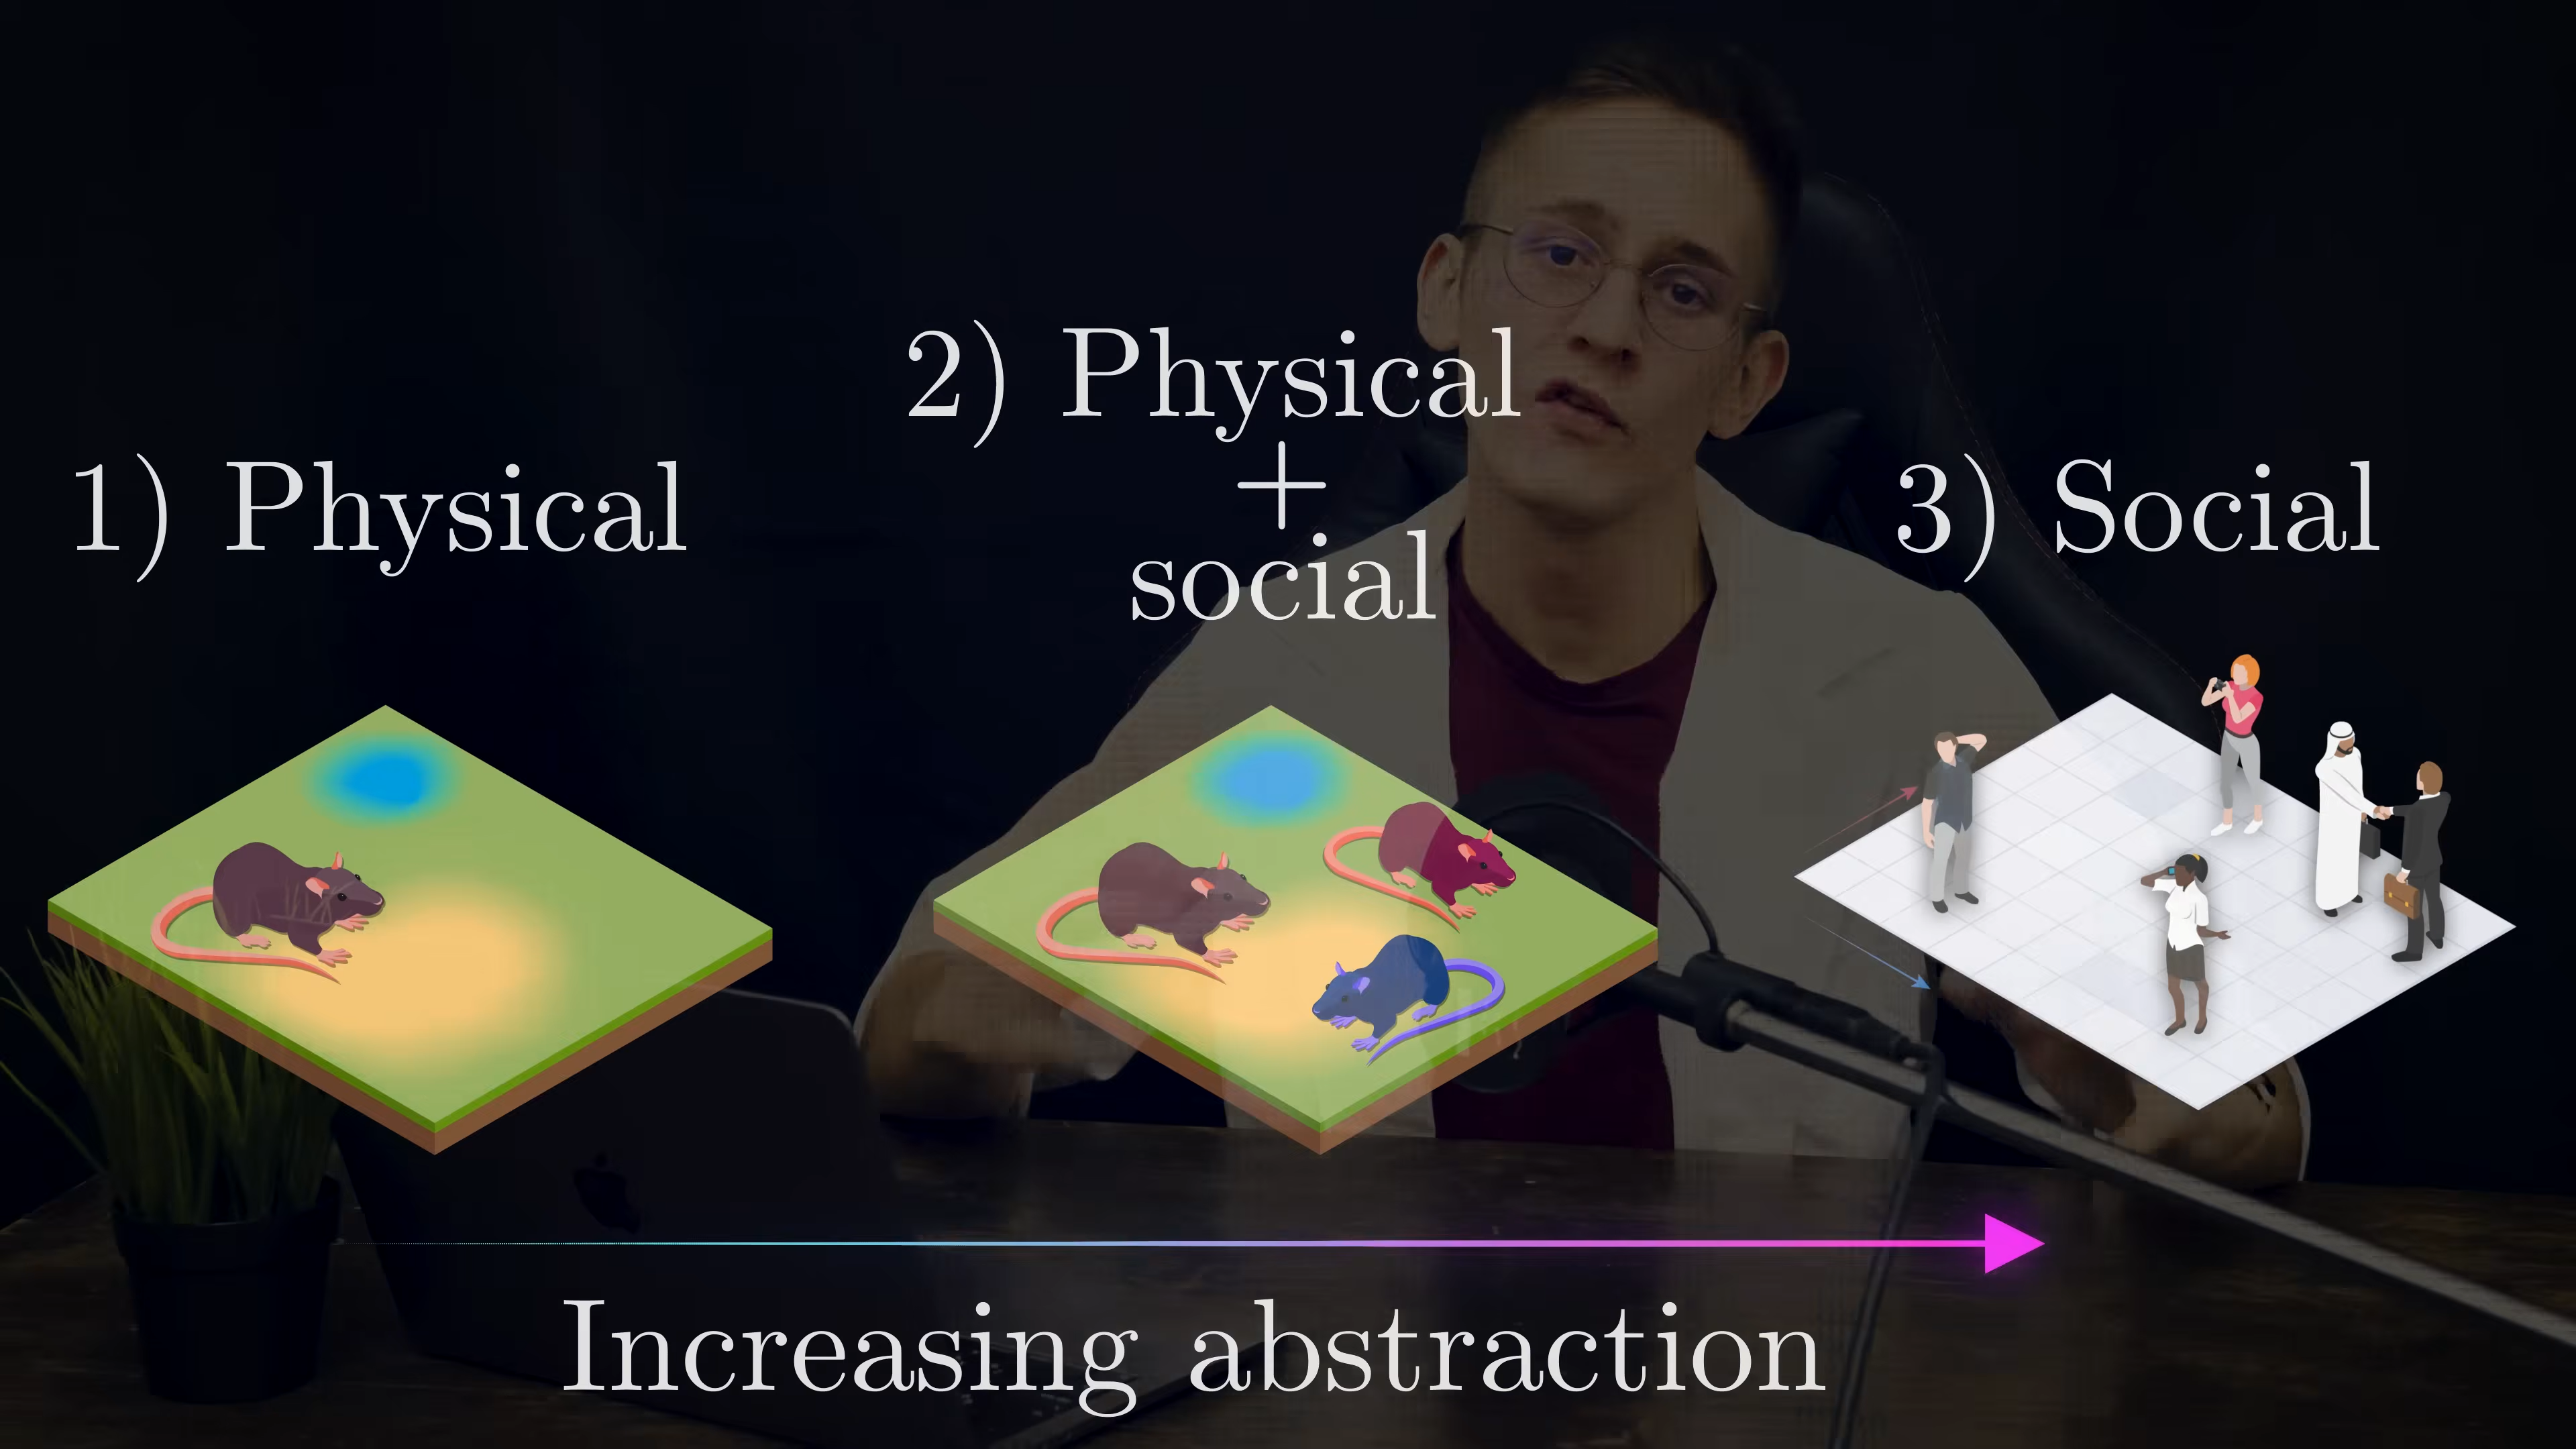 1) Physical
2) Physical
+
social
3) Social
Increasing abstraction